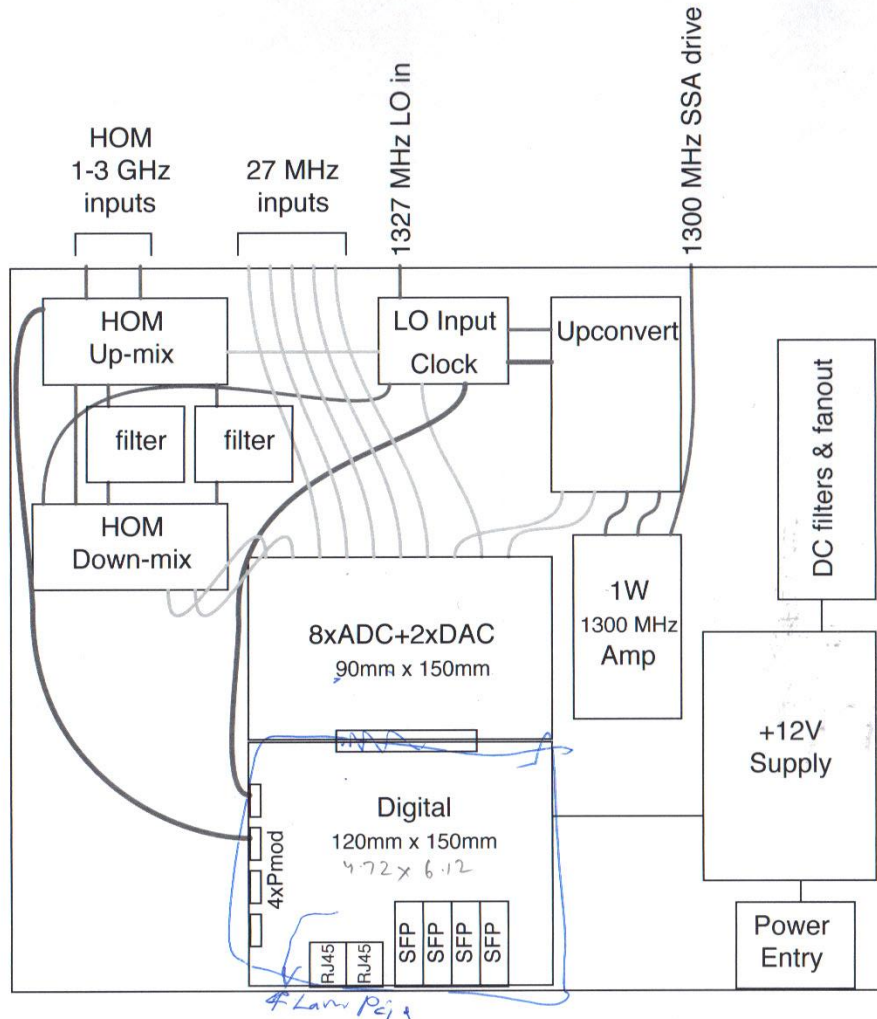 HOM
1-3 GHz
inputs
27 MHz
inputs
1327 MHz LO in
1300 MHz SSA drive
HOM
Up-mix
LO Input
Clock
Upconvert
filter
filter
DC filters & fanout
HOM
Down-mix
8xADC+2xDAC
90mm x 150mm
1W
1300 MHz
Amp
+12V
Supply
Digital
120mm x 150mm
4.72 x 6.12
4xPmod
RJ45
RJ45
SFP
SFP
SFP
SFP
Power
Entry
4